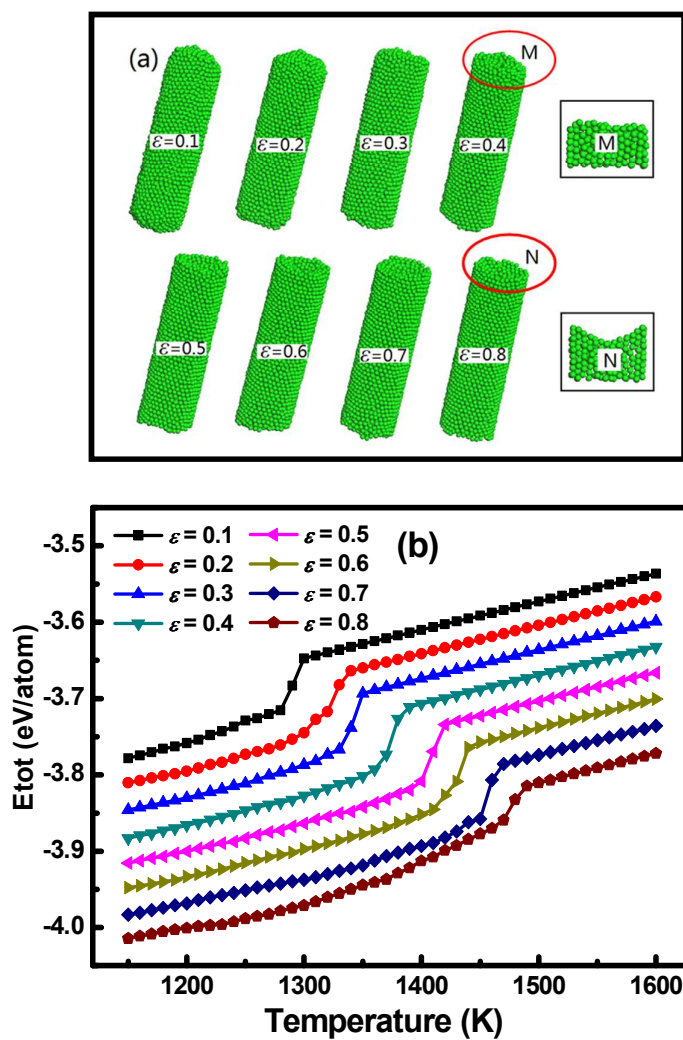 (a)
M
ε=0.1
ε=0.2
ε=0.3
ε=0.4
M
N
ε=0.5
ε=0.6
ε=0.7
ε=0.8
N
(b)
ε = 0.1
ε = 0.5
ε = 0.2
ε = 0.6
ε = 0.3
ε = 0.7
ε = 0.4
ε = 0.8
Etot (eV/atom)
-3.5
-3.6
-3.7
-3.8
-3.9
-4.0
1200 1300 1400 1500 1600
Temperature (K)